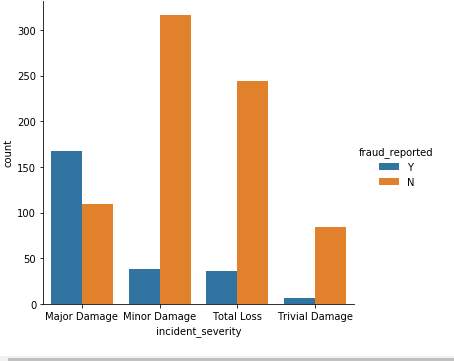 300
250
200
150
100
50
0
count
Major Damage Minor Damage Total Loss Trivial Damage
incident_severity
fraud_reported
Y
N